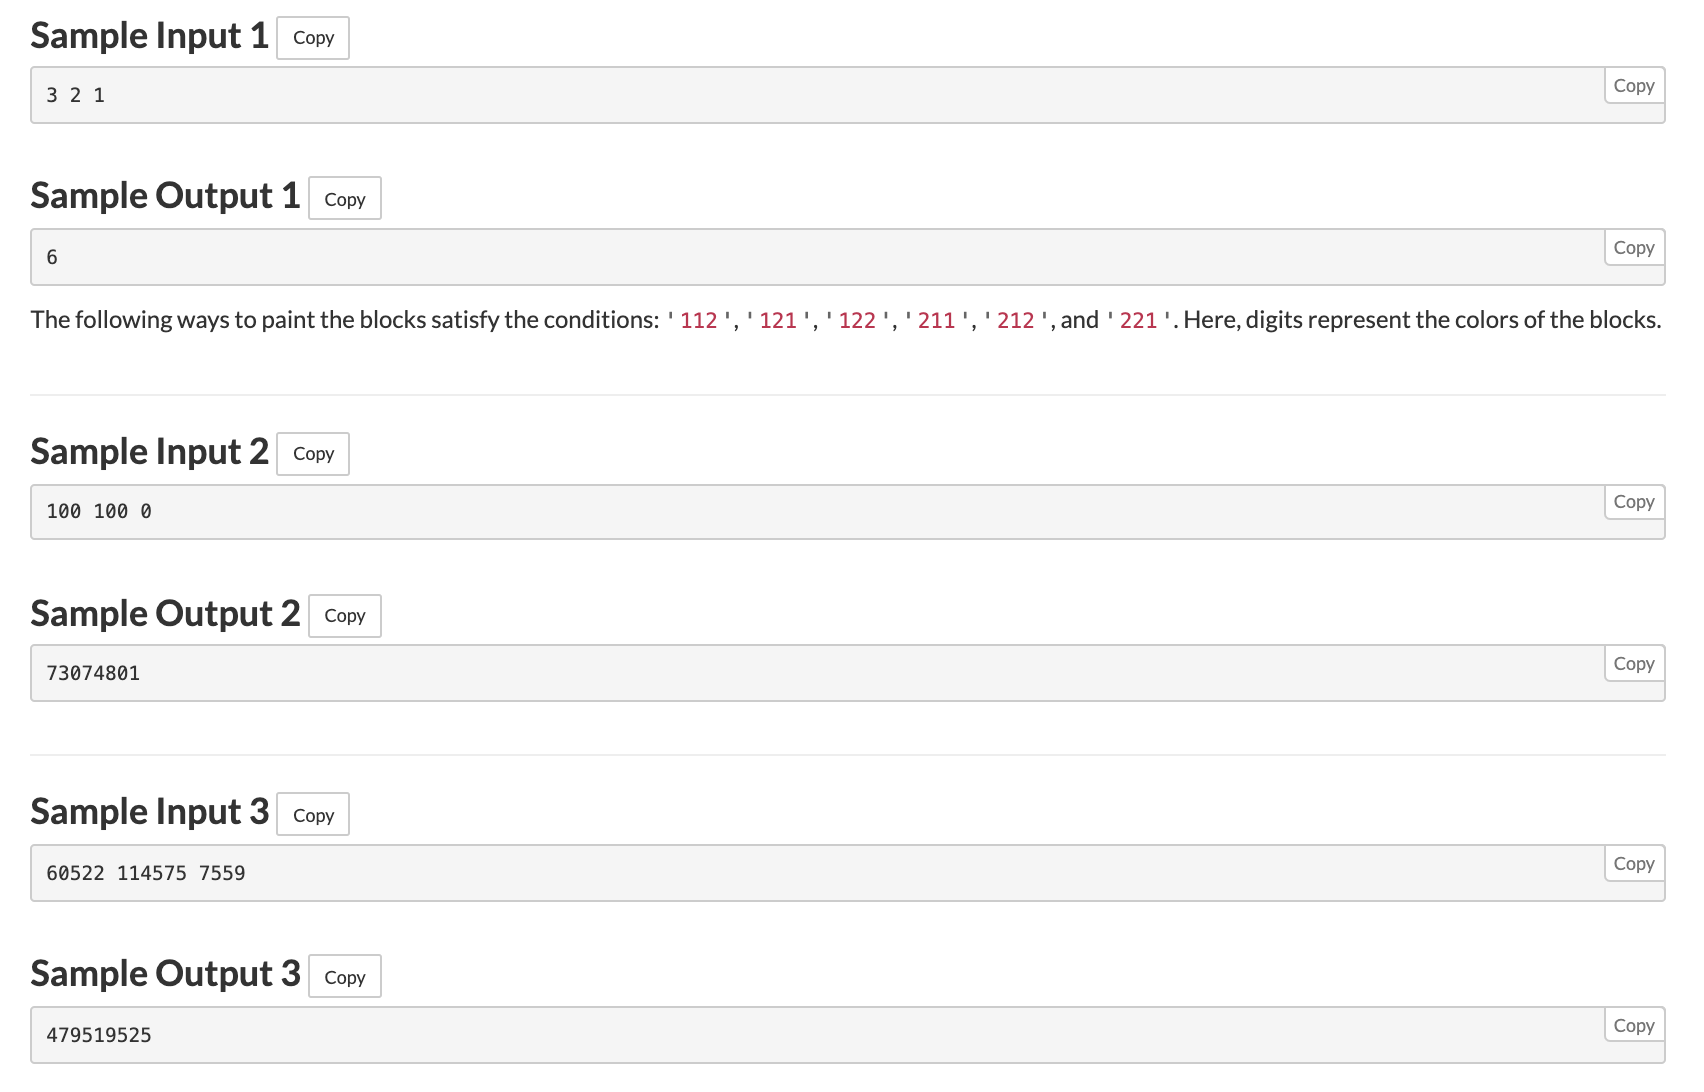 Sample Input 1 Copy
3 2 1 Copy
Sample Output 1 Copy
6 Copy
The following ways to paint the blocks satisfy the conditions: ' 112 ', ' 121 ', ' 122 ', ' 211 ', ' 212 ', and ' 221 '. Here, digits represent the colors of the blocks.
Sample Input 2 Copy
100 100 0 Copy
Sample Output 2 Copy
73074801 Copy
Sample Input 3 Copy
60522 114575 7559 Copy
Sample Output 3 Copy
479519525 Copy